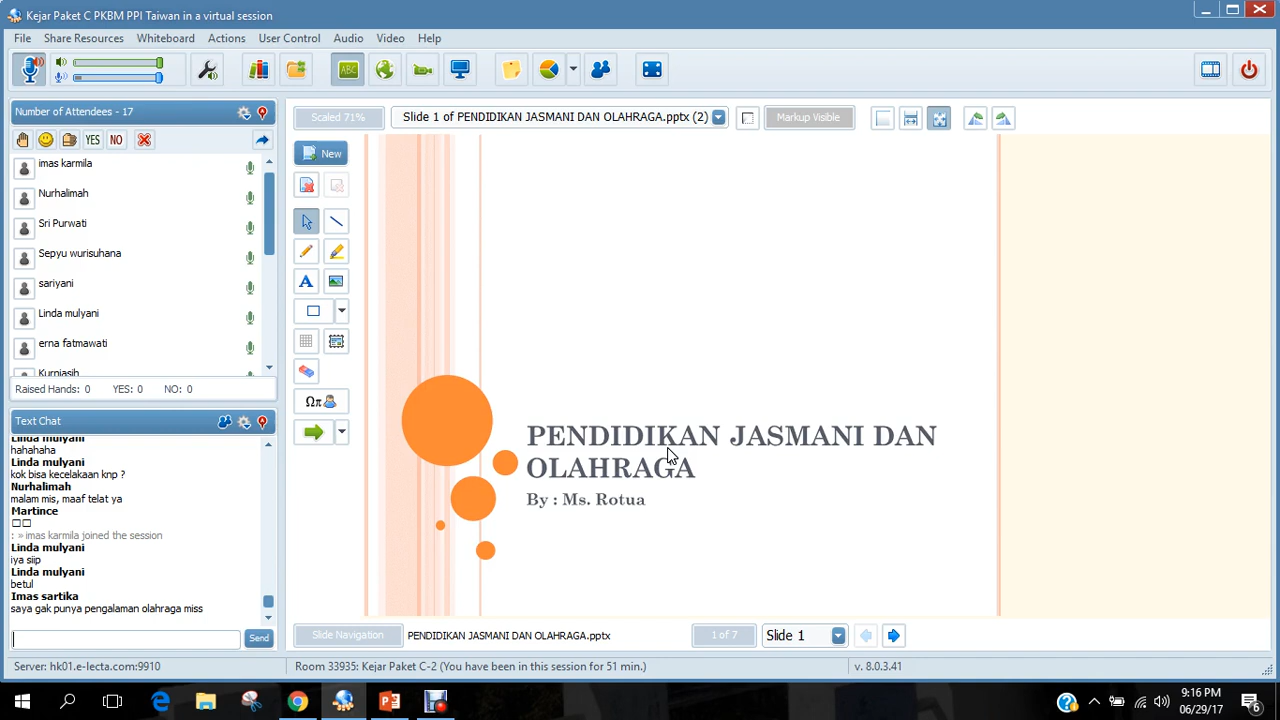 Kejar Paket C PKBM PPI Taiwan in a virtual session
File Share Resources Whiteboard Actions User Control Audio Video Help
ABC
Number of Attendees - 17
YES NO
imas karmila
Nurhalimah
Sri Purwati
Sepyu wurisuhana
sariyani
Linda mulyani
erna fatmawati
Kurniasih
Raised Hands: 0 YES: 0 NO: 0
Text Chat
Linda mulyani
hahahaha
Linda mulyani
kok bisa kecelakaan knp ?
Nurhalimah
malam mis, maaf telat ya
Martince
: » imas karmila joined the session
Linda mulyani
iya siip
Linda mulyani
betul
Imas sartika
saya gak punya pengalaman olahraga miss
Send
Scaled 71%
Slide 1 of PENDIDIKAN JASMANI DAN OLAHRAGA.pptx (2)
Markup Visible
New
A
Ωπ
PENDIDIKAN JASMANI DAN
OLAHRAGA
By : Ms. Rotua
Slide Navigation PENDIDIKAN JASMANI DAN OLAHRAGA.pptx 1 of 7 Slide 1
Server: hk01.e-lecta.com:9910 Room 33935: Kejar Paket C-2 (You have been in this session for 51 min.) v. 8.0.3.41
9:16 PM
06/29/17
6